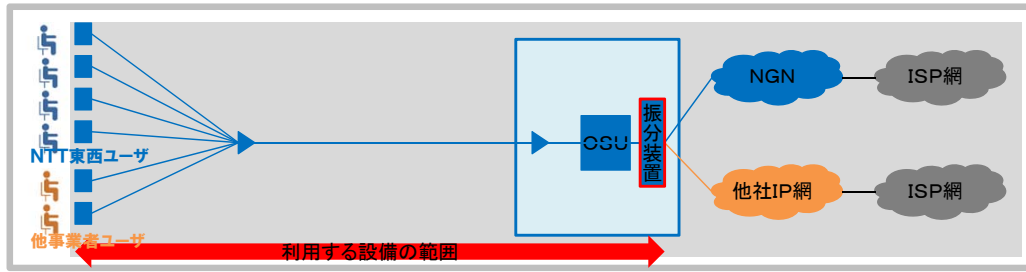 NTT東西ユーザ
他事業者ユーザ
OSU
振分装置
NGN
ISP網
他社IP網
ISP網
利用する設備の範囲